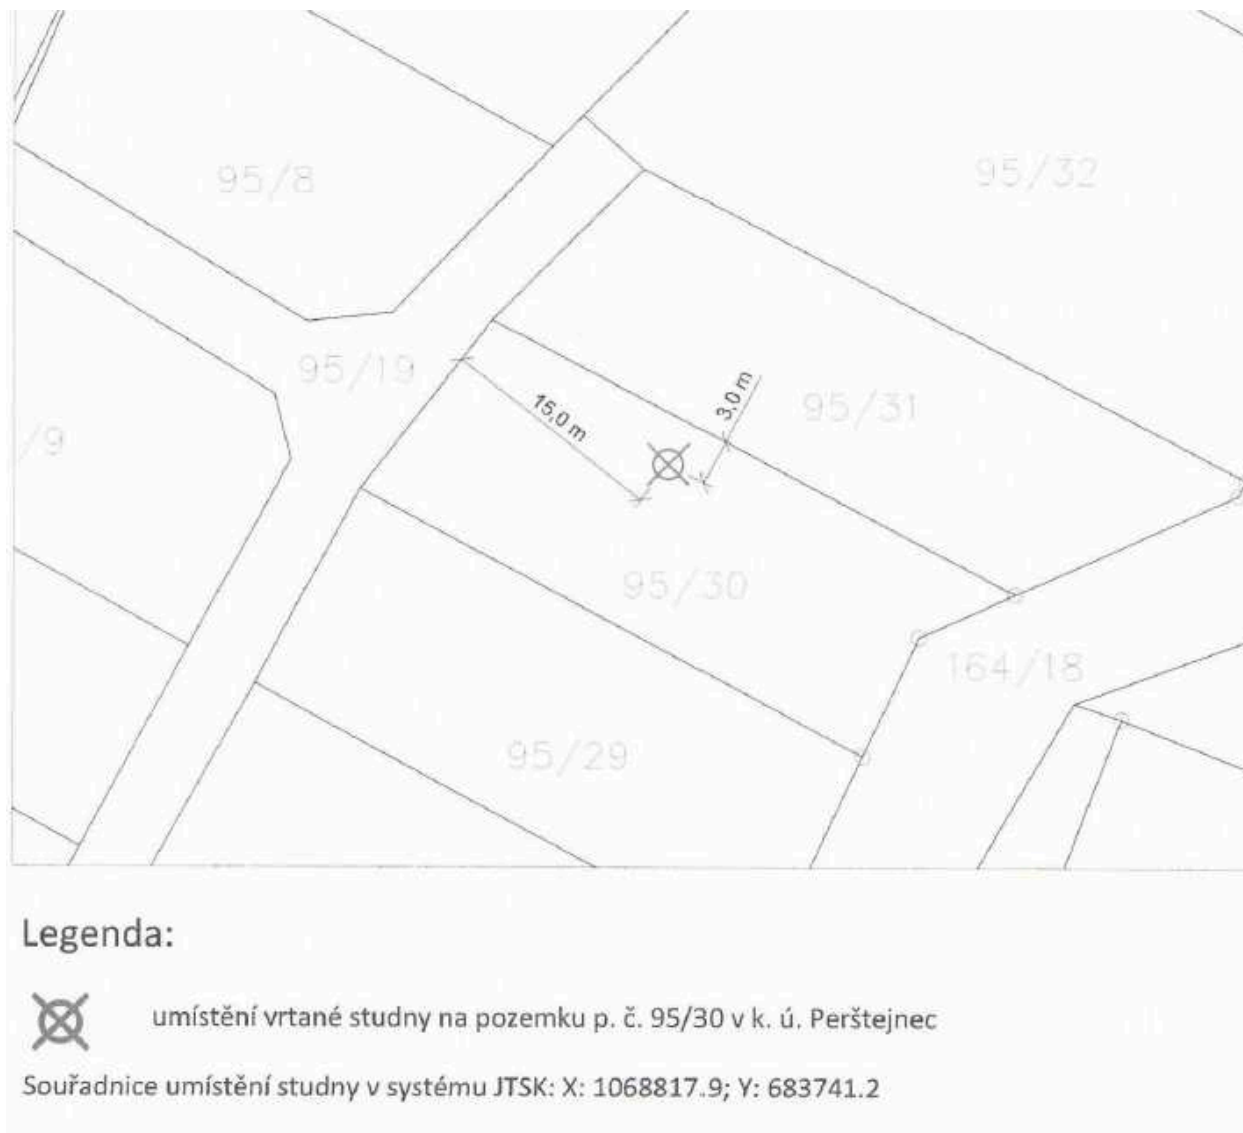 95/8
95/32
95/19
15,0 m
3,0 m
95/31
/9
95/30
164/18
95/29
Legenda:
umístění vrtané studny na pozemku p. č. 95/30 v k. ú. Perštejnec
Souřadnice umístění studny v systému JTSK: X: 1068817.9; Y: 683741.2